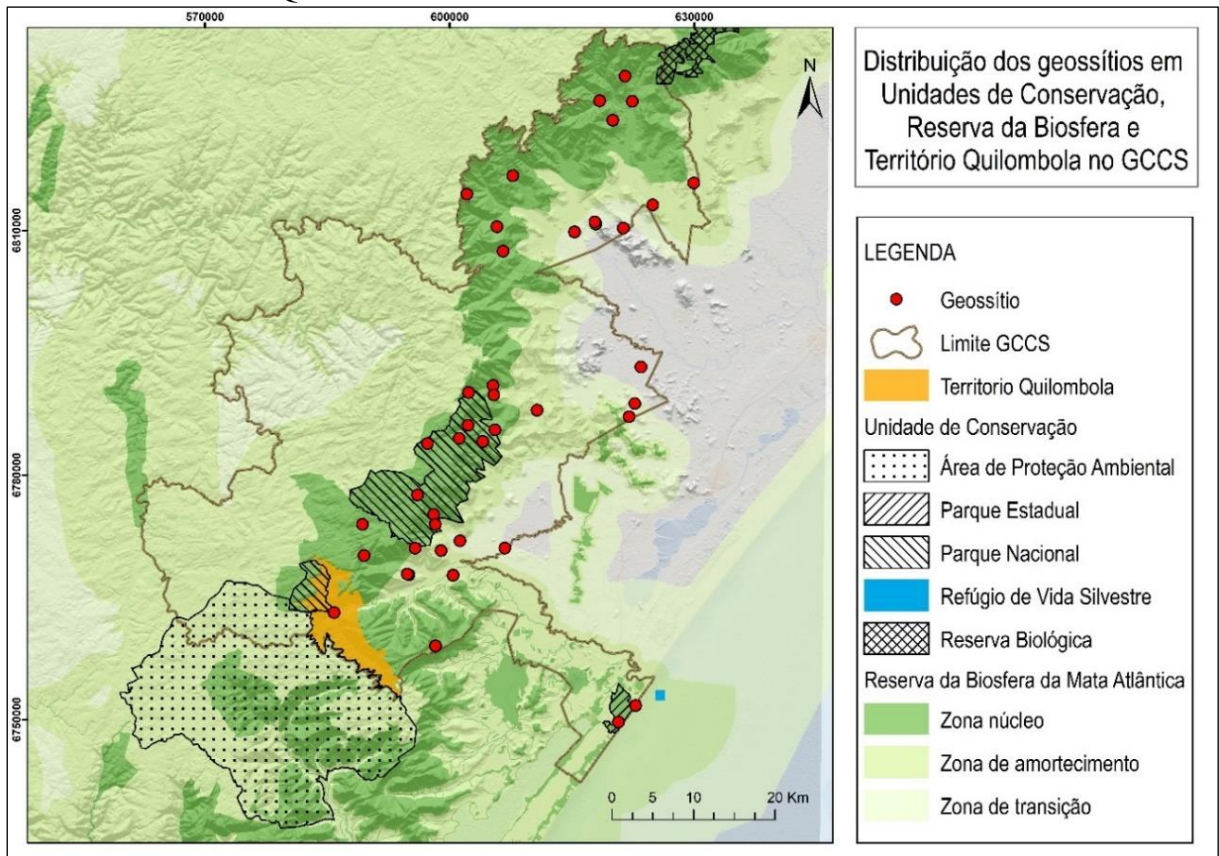 Q
570000
600000
630000
6810000
6780000
6750000
N
0 5 10 20 Km
Distribuição dos geossítios em
Unidades de Conservação,
Reserva da Biosfera e
Território Quilombola no GCCS
LEGENDA
Geossítio
Limite GCCS
Territorio Quilombola
Unidade de Conservação
Área de Proteção Ambiental
Parque Estadual
Parque Nacional
Refúgio de Vida Silvestre
Reserva Biológica
Reserva da Biosfera da Mata Atlântica
Zona núcleo
Zona de amortecimento
Zona de transição